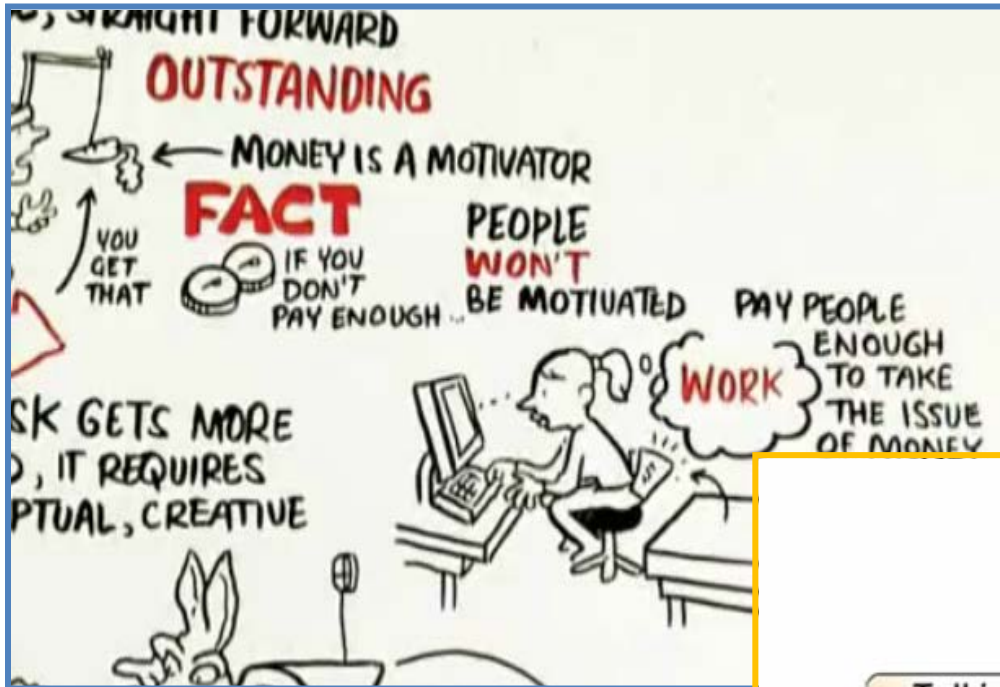 STRAIGHT FORWARD
OUTSTANDING
MONEY IS A MOTIVATOR
FACT
YOU
GET
THAT
IF YOU
DON'T
PAY ENOUGH...
PEOPLE
WON'T
BE MOTIVATED
PAY PEOPLE
ENOUGH
TO TAKE
THE ISSUE
OF MONEY
WORK
GETS MORE
, IT REQUIRES
, CREATIVE